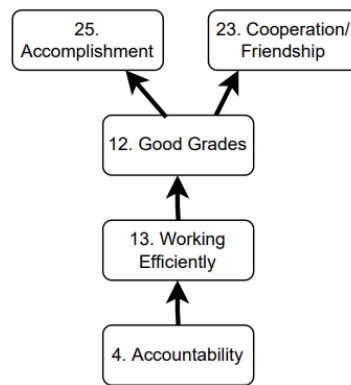 25.
Accomplishment
23. Cooperation/
Friendship
12. Good Grades
13. Working
Efficiently
4. Accountability